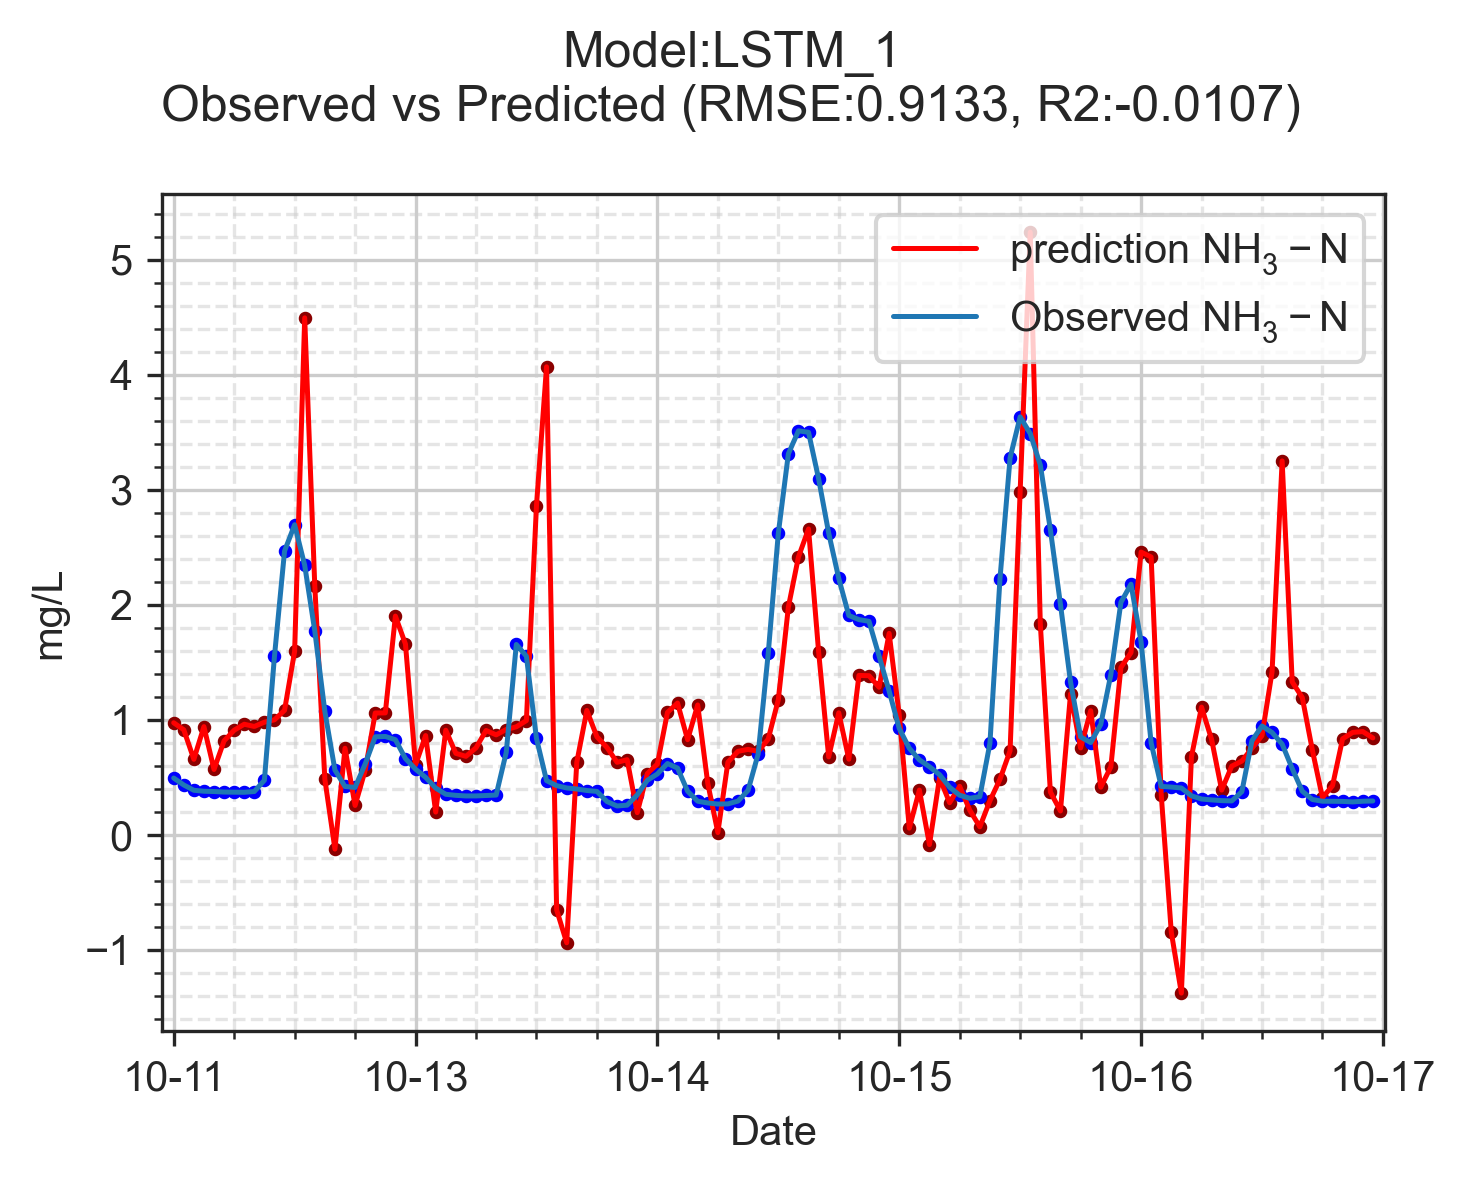 Model:LSTM_1
Observed vs Predicted (RMSE:0.9133, R2:-0.0107)
prediction NH₃ − N
Observed NH₃ − N
5
4
3
2
1
0
−1
mg/L
10-11 10-13 10-14 10-15 10-16 10-17
Date